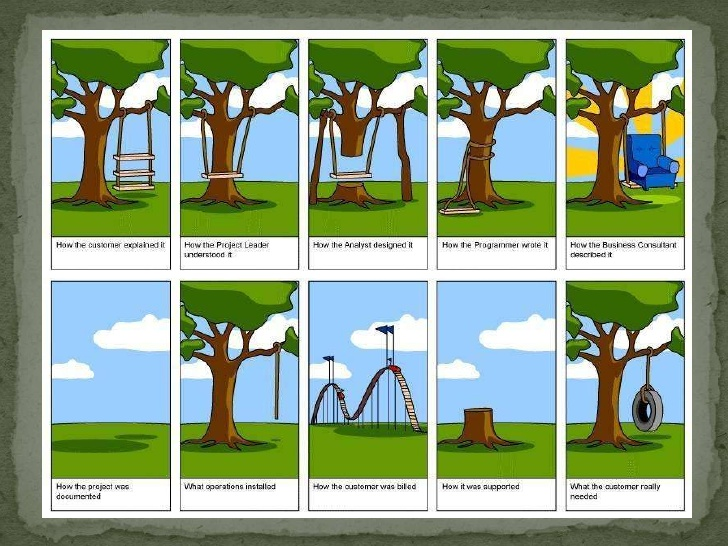 How the customer explained it
How the Project Leader
understood it
How the Analyst designed it
How the Programmer wrote it
How the Business Consultant
described it
How the project was
documented
What operations installed
How the customer was billed
How it was supported
What the customer really
needed